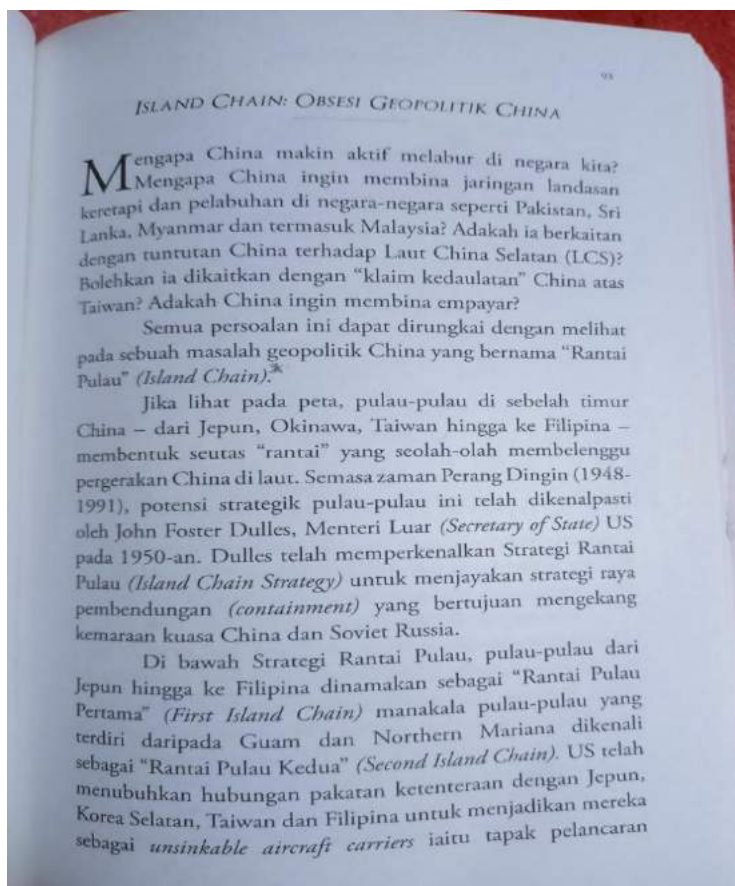 93
ISLAND CHAIN: OBSESI GEOPOLITIK CHINA
Mengapa China makin aktif melabur di negara kita?
Mengapa China ingin membina jaringan landasan
keretapi dan pelabuhan di negara-negara seperti Pakistan, Sri
Lanka, Myanmar dan termasuk Malaysia? Adakah ia berkaitan
dengan tuntutan China terhadap Laut China Selatan (LCS)?
Bolehkan ia dikaitkan dengan “klaim kedaulatan” China atas
Taiwan? Adakah China ingin membina empayar?
Semua persoalan ini dapat dirungkai dengan melihat
pada sebuah masalah geopolitik China yang bernama “Rantai
Pulau” (Island Chain).
Jika lihat pada peta, pulau-pulau di sebelah timur
China – dari Jepun, Okinawa, Taiwan hingga ke Filipina –
membentuk seutas “rantai” yang seolah-olah membelenggu
pergerakan China di laut. Semasa zaman Perang Dingin (1948-
1991), potensi strategik pulau-pulau ini telah dikenalpasti
oleh John Foster Dulles, Menteri Luar (Secretary of State) US
pada 1950-an. Dulles telah memperkenalkan Strategi Rantai
Pulau (Island Chain Strategy) untuk menjayakan strategi raya
pembendungan (containment) yang bertujuan mengekang
kemaraan kuasa China dan Soviet Russia.
Di bawah Strategi Rantai Pulau, pulau-pulau dari
Jepun hingga ke Filipina dinamakan sebagai “Rantai Pulau
Pertama” (First Island Chain) manakala pulau-pulau yang
terdiri daripada Guam dan Northern Mariana dikenali
sebagai “Rantai Pulau Kedua” (Second Island Chain). US telah
menubuhkan hubungan pakatan ketenteraan dengan Jepun,
Korea Selatan, Taiwan dan Filipina untuk menjadikan mereka
sebagai unsinkable aircraft carriers iaitu tapak pelancaran